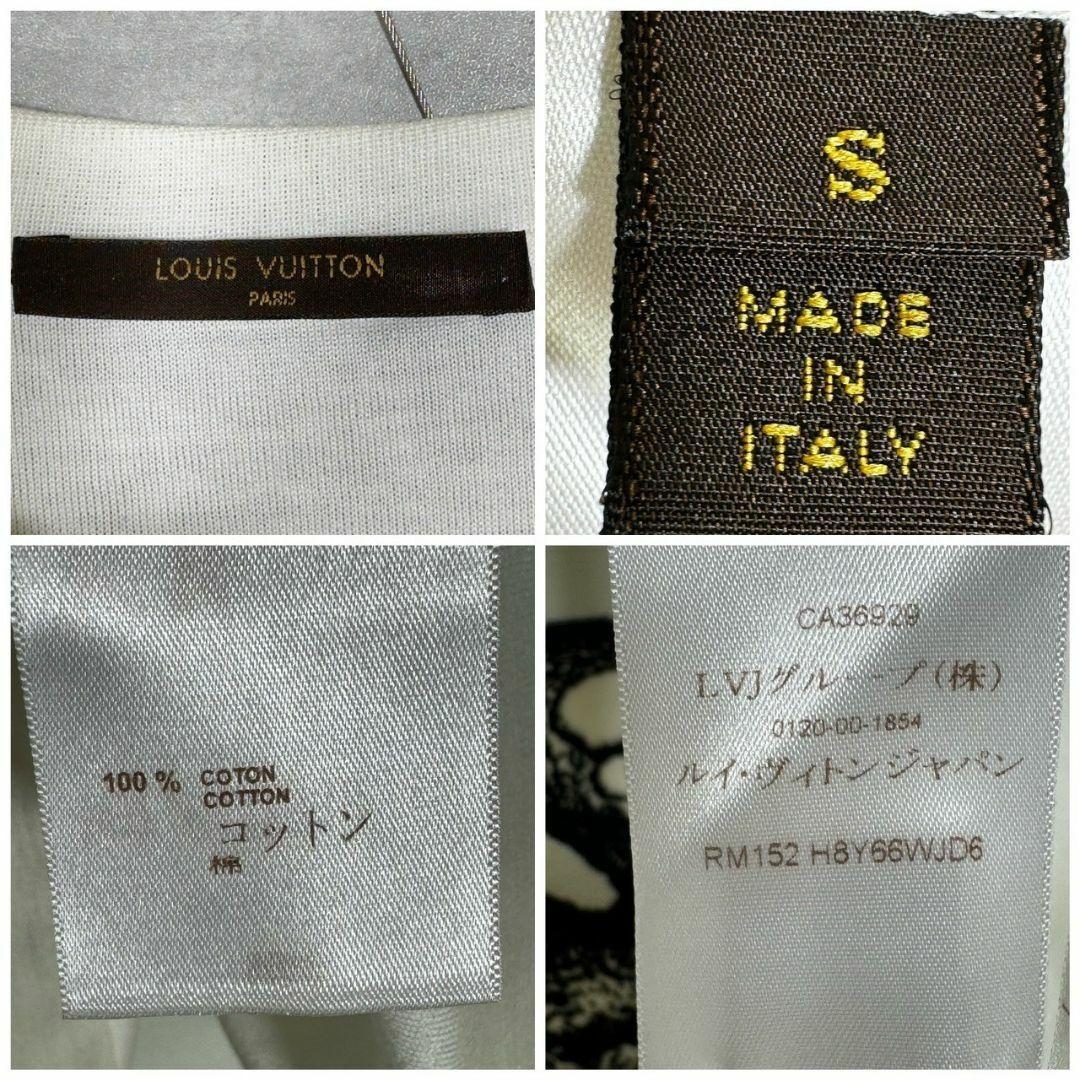 LOUIS VUITTON
PARIS
S
MADE
IN
ITALY
100 % COTON
COTTON
コットン
棉
CA36929
LVJグループ(株)
0120-00-1854
ルイ・ヴィトン ジャパン
RM152 H8Y66WJD6